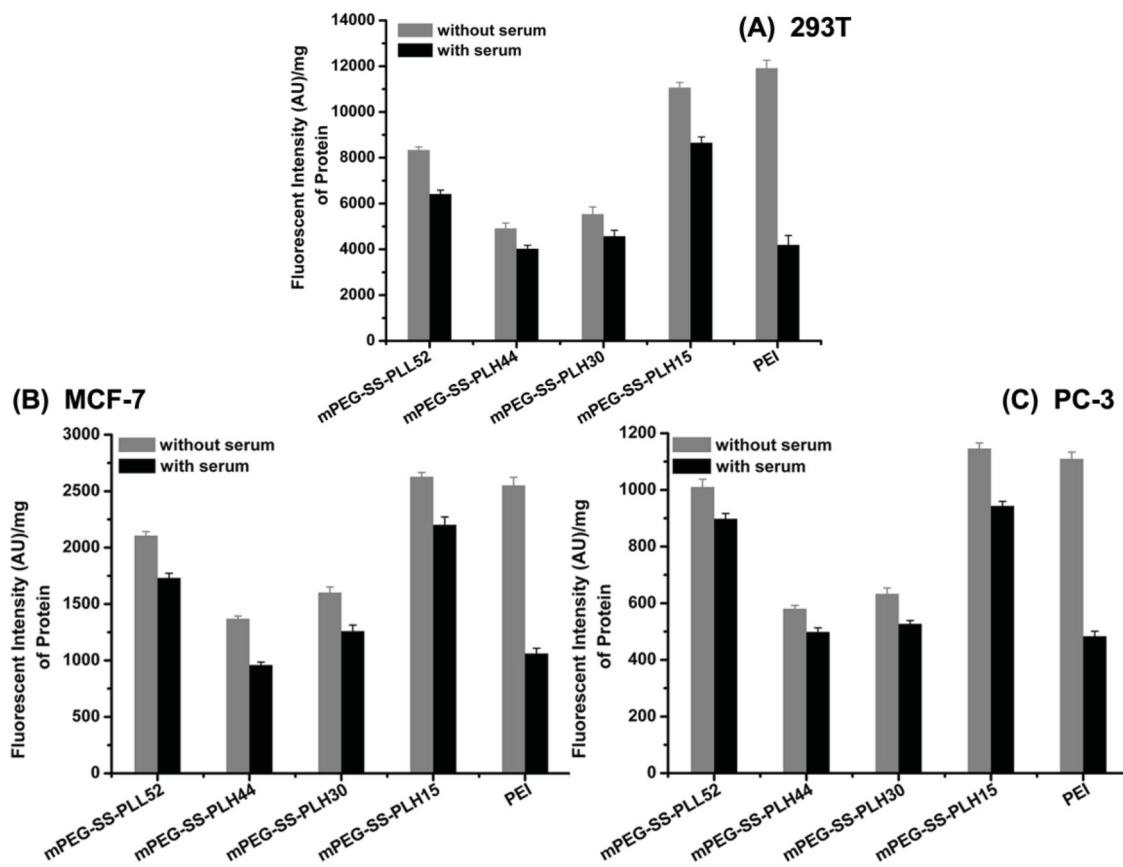 (A) 293T
without serum
with serum
Fluorescent Intensity (AU)/mg
of Protein
14000
12000
10000
8000
6000
4000
2000
0
mPEG-SS-PLL52
mPEG-SS-PLH44
mPEG-SS-PLH30
mPEG-SS-PLH15
PEI
(B) MCF-7
without serum
with serum
Fluorescent Intensity (AU)/mg
of Protein
3000
2500
2000
1500
1000
500
0
mPEG-SS-PLL52
mPEG-SS-PLH44
mPEG-SS-PLH30
mPEG-SS-PLH15
PEI
(C) PC-3
without serum
with serum
Fluorescent Intensity (AU)/mg
of Protein
1200
1000
800
600
400
200
0
mPEG-SS-PLL52
mPEG-SS-PLH44
mPEG-SS-PLH30
mPEG-SS-PLH15
PEI